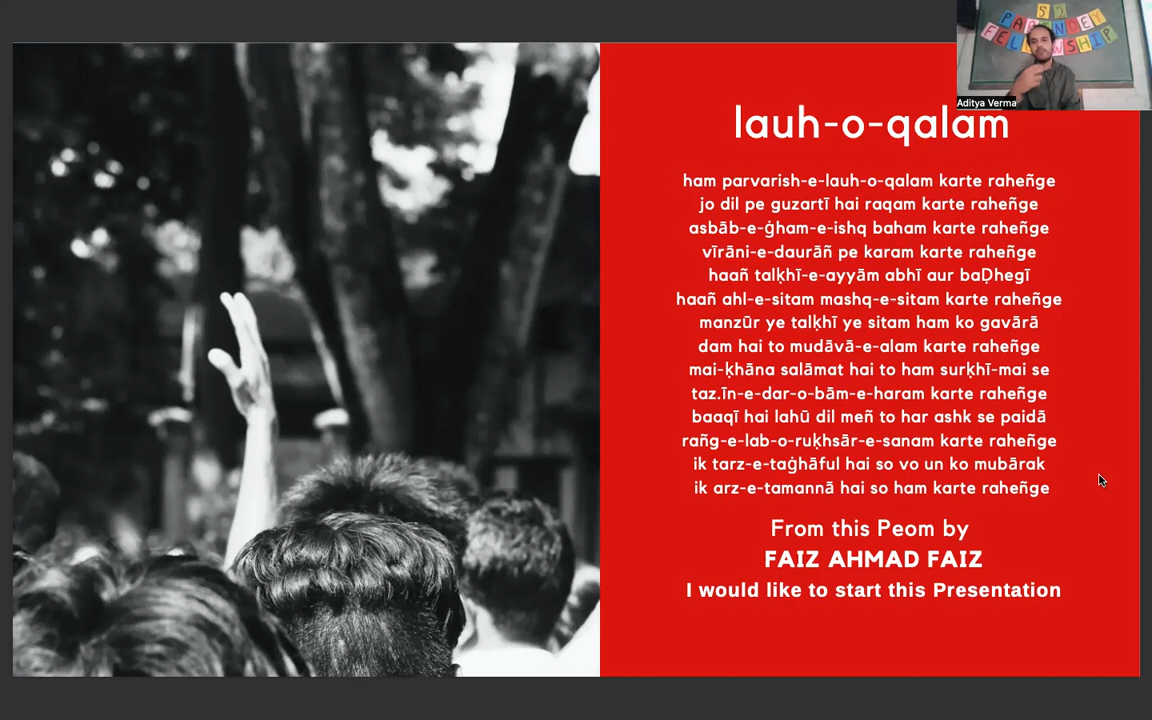 52
PARINDEY
FELLOWSHIP
Aditya Verma
lauh-o-qalam
ham parvarish-e-lauh-o-qalam karte raheñge
jo dil pe guzartī hai raqam karte raheñge
asbāb-e-ġham-e-ishq baham karte raheñge
vīrāni-e-daurāñ pe karam karte raheñge
haañ talḳhī-e-ayyām abhī aur baḌhegī
haañ ahl-e-sitam mashq-e-sitam karte raheñge
manzūr ye talḳhī ye sitam ham ko gavārā
dam hai to mudāvā-e-alam karte raheñge
mai-ḳhāna salāmat hai to ham surḳhī-mai se
taz.īn-e-dar-o-bām-e-haram karte raheñge
baaqī hai lahū dil meñ to har ashk se paidā
rañg-e-lab-o-ruḳhsār-e-sanam karte raheñge
ik tarz-e-taġhāful hai so vo un ko mubārak
ik arz-e-tamannā hai so ham karte raheñge
From this Peom by
FAIZ AHMAD FAIZ
I would like to start this Presentation